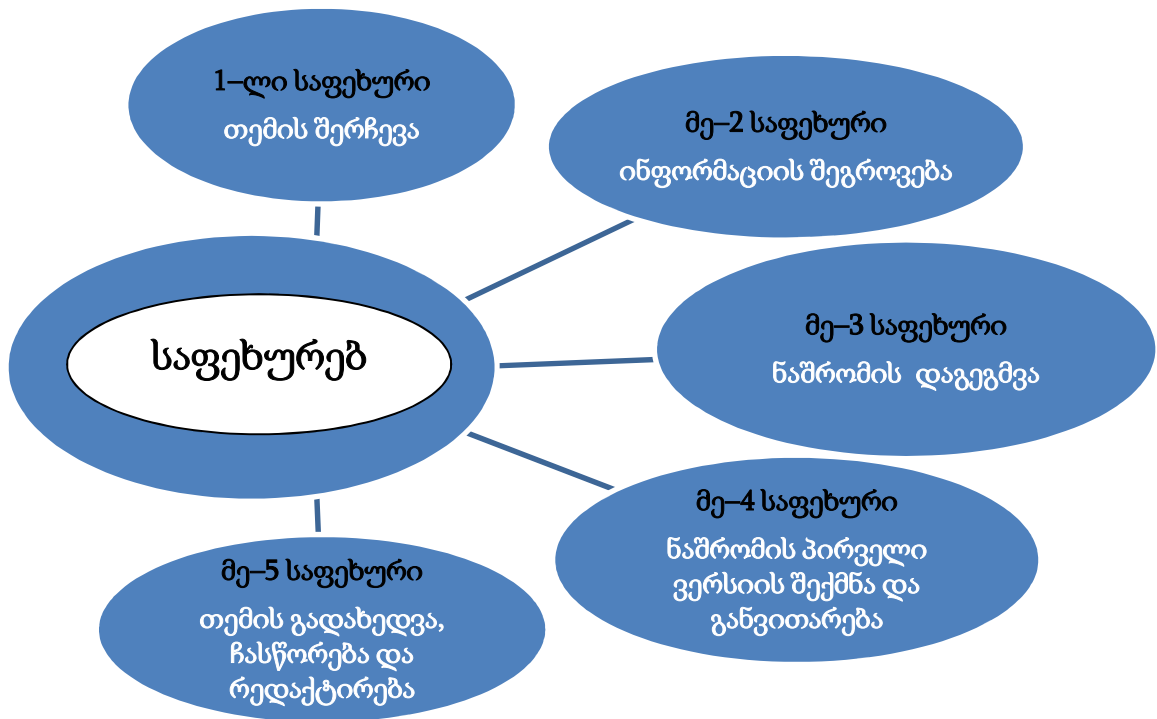 1–ლი საფეხური
თემის შერჩევა
მე–2 საფეხური
ინფორმაციის შეგროვება
მე–3 საფეხური
ნაშრომის დაგეგმვა
საფეხურებ
მე–4 საფეხური
ნაშრომის პირველი
ვერსიის შექმნა და
განვითარება
მე–5 საფეხური
თემის გადახედვა,
ჩასწორება და
რედაქტირება